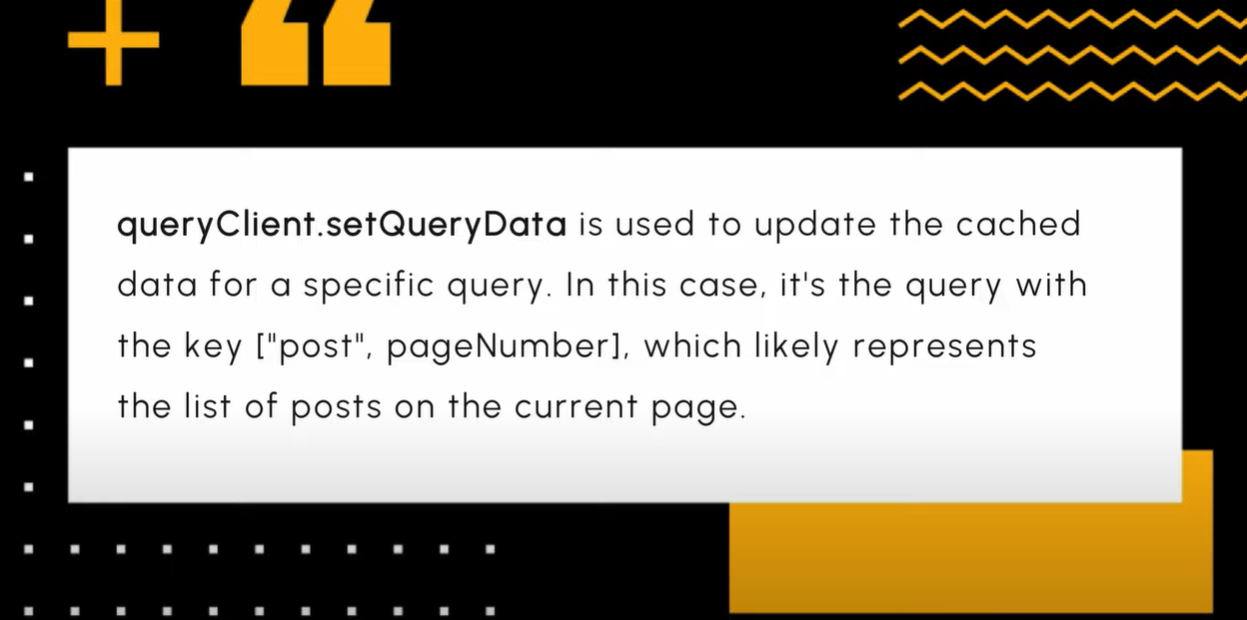 queryClient.setQueryData is used to update the cached
data for a specific query. In this case, it's the query with
the key ["post", pageNumber], which likely represents
the list of posts on the current page.